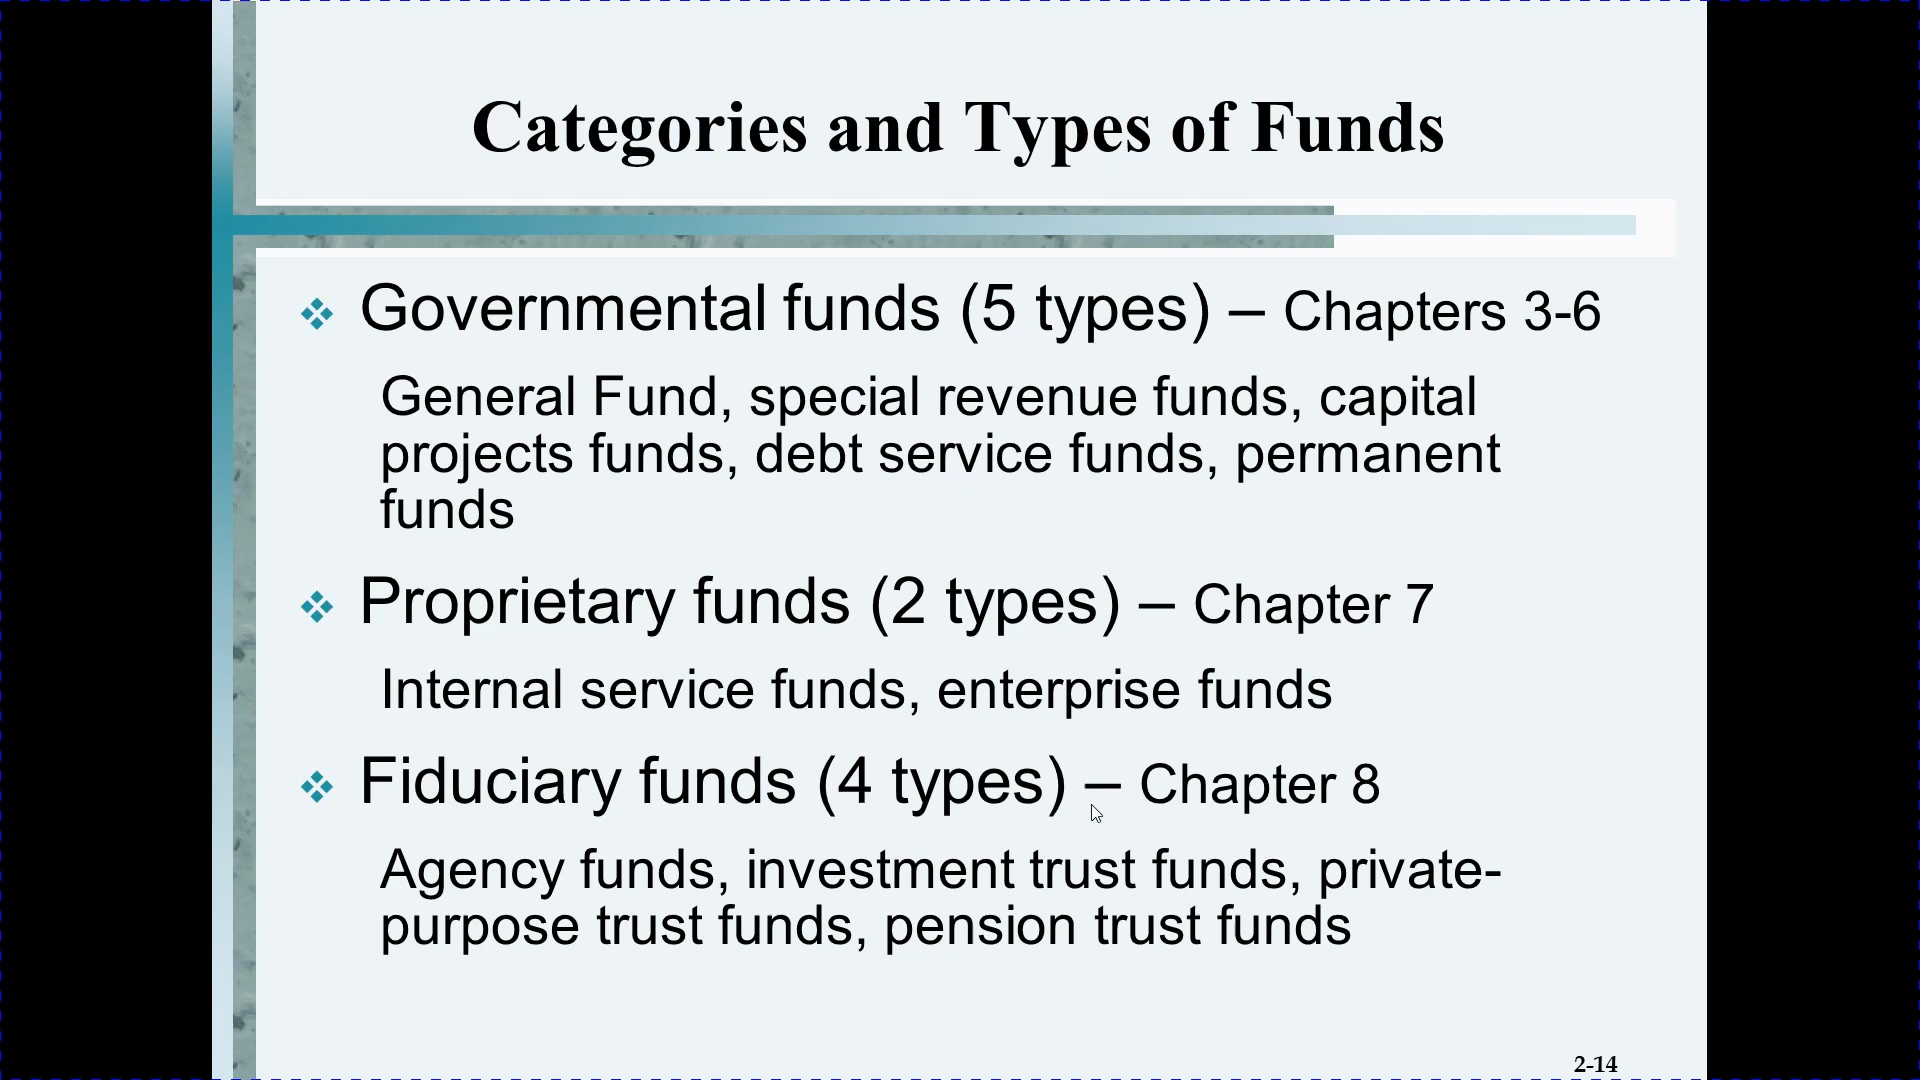 Categories and Types of Funds
Governmental funds (5 types) – Chapters 3-6
General Fund, special revenue funds, capital
projects funds, debt service funds, permanent
funds
Proprietary funds (2 types) – Chapter 7
Internal service funds, enterprise funds
Fiduciary funds (4 types) – Chapter 8
Agency funds, investment trust funds, private-
purpose trust funds, pension trust funds
2-14